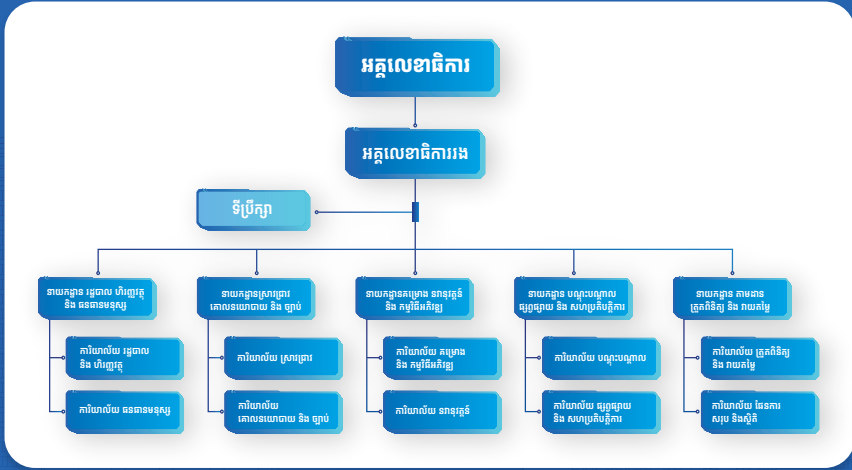 អគ្គលេខាធិការ
អគ្គលេខាធិការរង
ទីប្រឹក្សា
នាយកដ្ឋាន រដ្ឋបាល ហិរញ្ញវត្ថុ
និង ធនធានមនុស្ស
នាយកដ្ឋានស្រាវជ្រាវ
គោលនយោបាយ និង ច្បាប់
នាយកដ្ឋានគម្រោង នវានុវត្តន៍
និង កម្មវិធីអភិវឌ្ឍ
នាយកដ្ឋាន បណ្តុះបណ្តាល
ផ្សព្វផ្សាយ និង សហប្រតិបត្តិការ
នាយកដ្ឋាន តាមដាន
ត្រួតពិនិត្យ និង វាយតម្លៃ
ការិយាល័យ រដ្ឋបាល
និង ហិរញ្ញវត្ថុ
ការិយាល័យ ស្រាវជ្រាវ
ការិយាល័យ គម្រោង
និង កម្មវិធីអភិវឌ្ឍ
ការិយាល័យ បណ្តុះបណ្តាល
ការិយាល័យ ត្រួតពិនិត្យ
និង វាយតម្លៃ
ការិយាល័យ ធនធានមនុស្ស
ការិយាល័យ
គោលនយោបាយ និង ច្បាប់
ការិយាល័យ នវានុវត្តន៍
ការិយាល័យ ផ្សព្វផ្សាយ
និង សហប្រតិបត្តិការ
ការិយាល័យ ផែនការ
សរុប និងស្ថិតិ